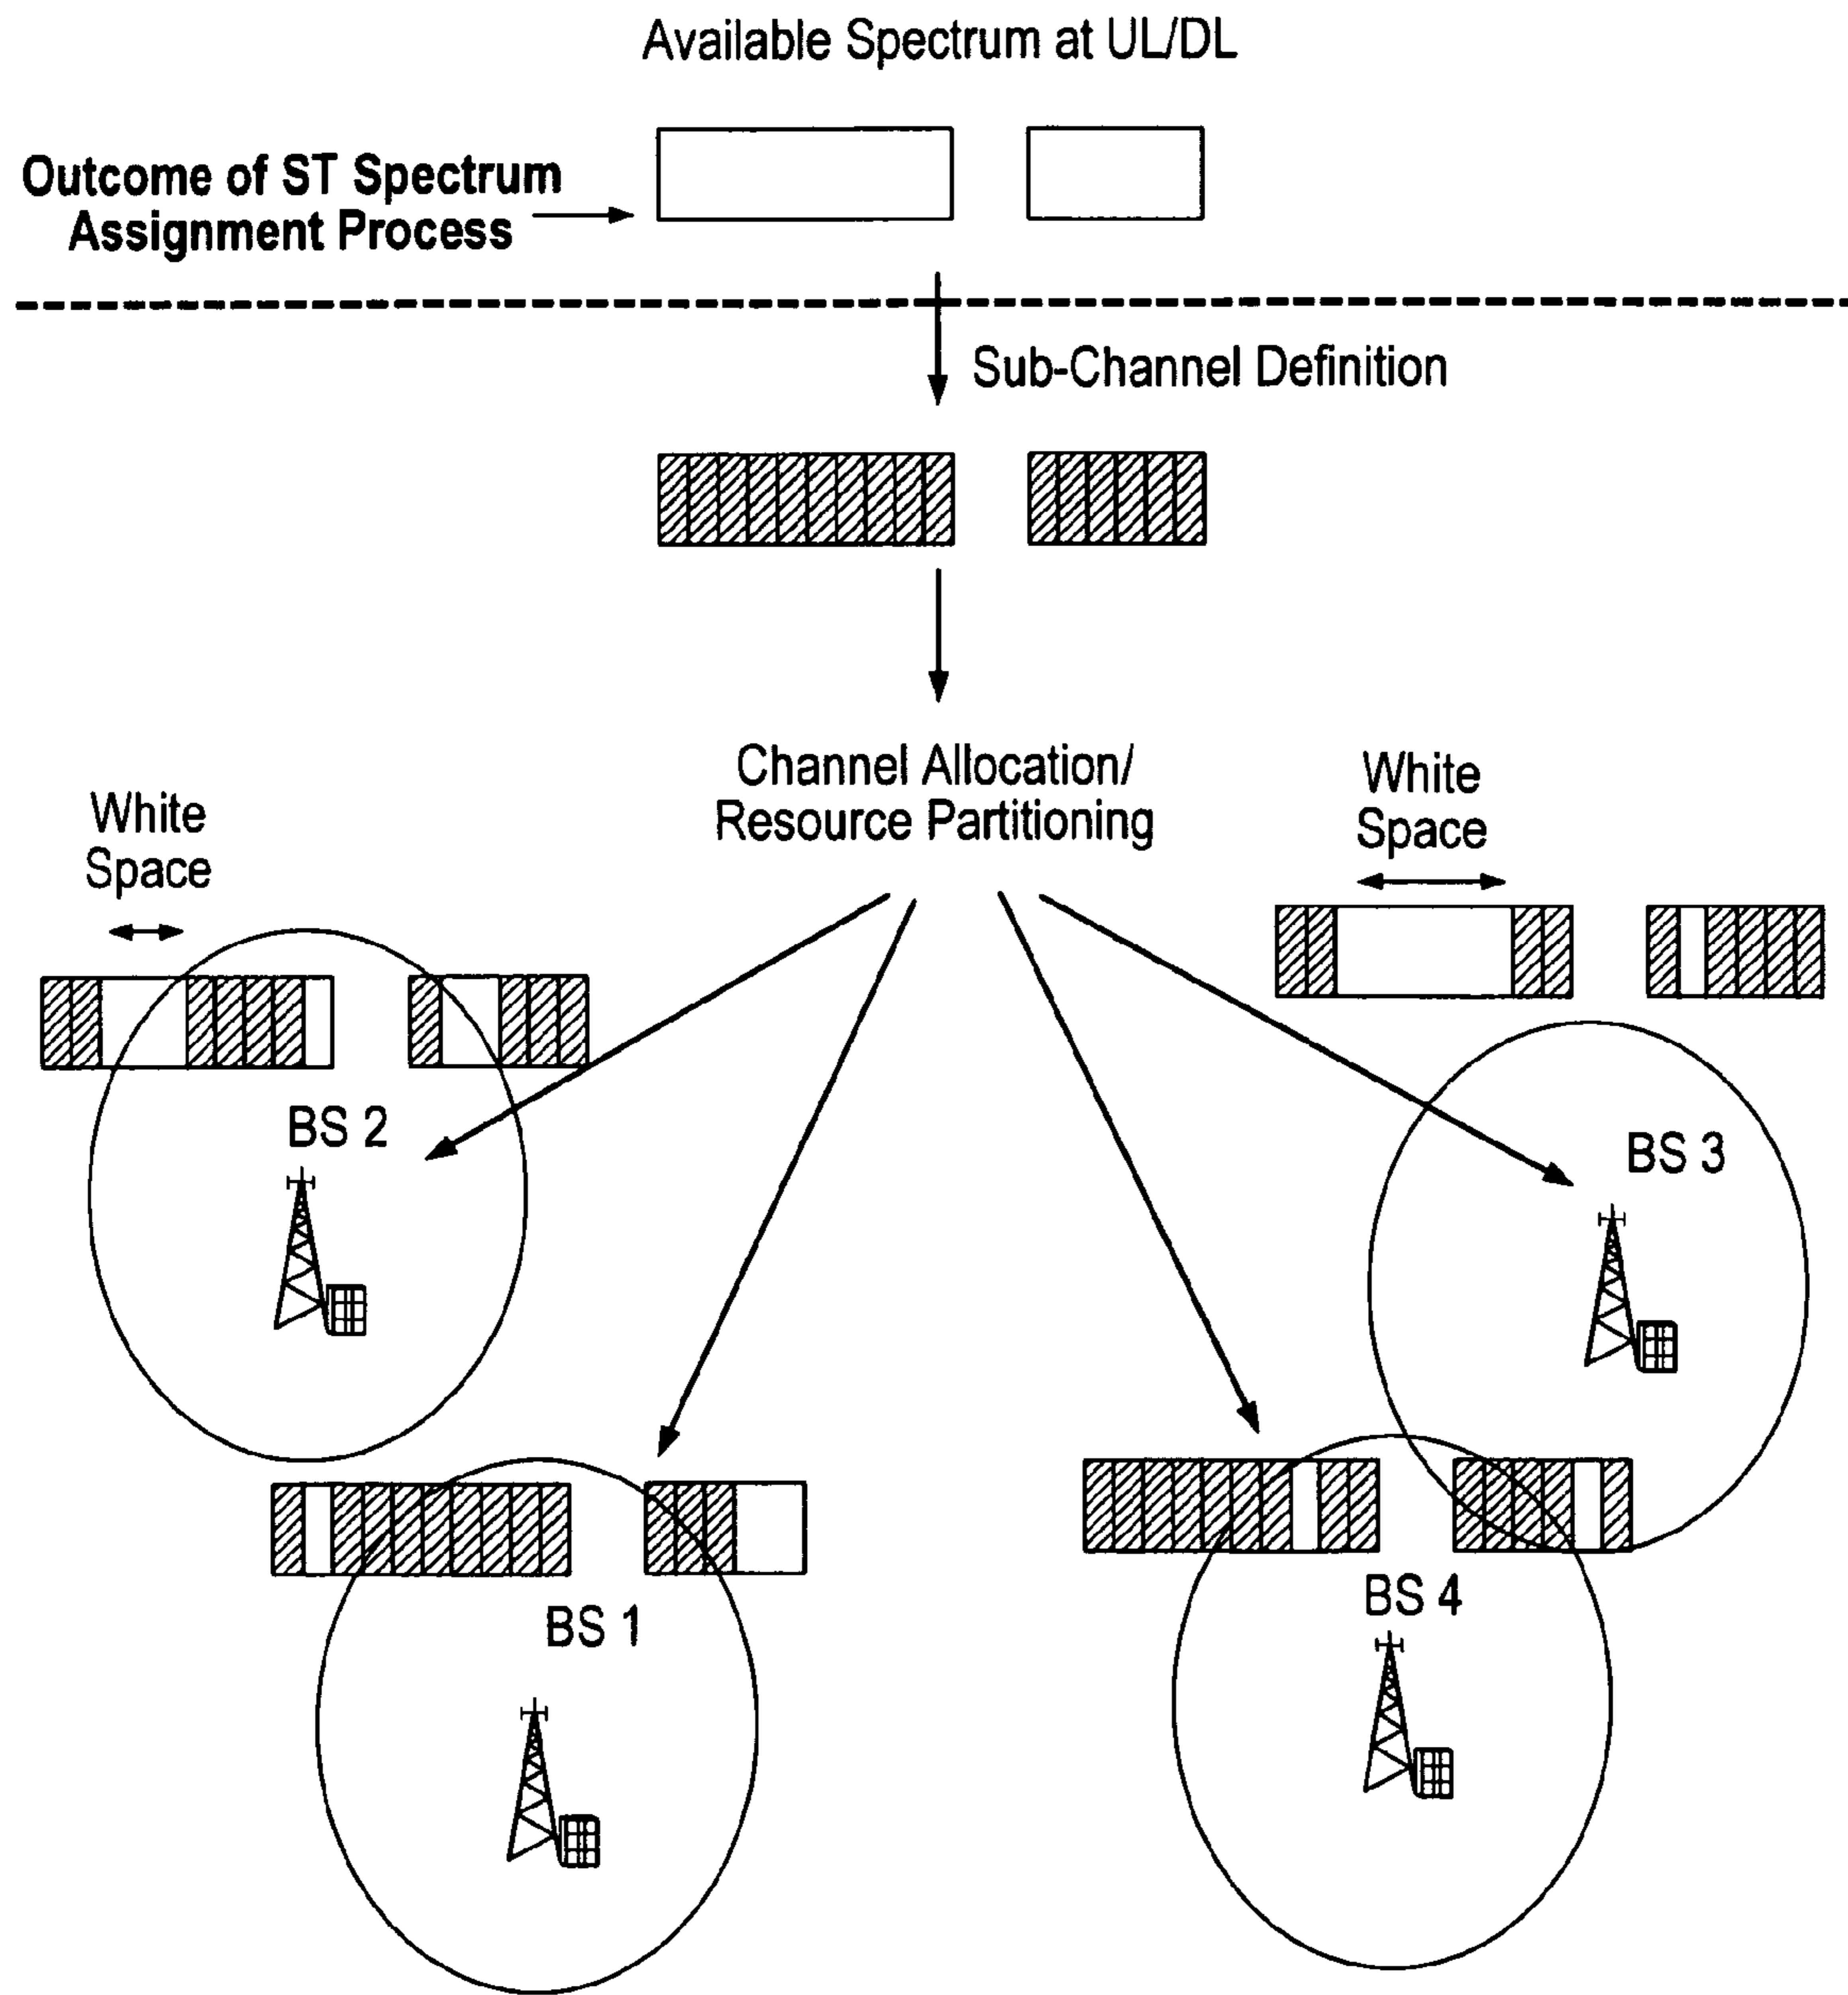 Available Spectrum at UL/DL
Outcome of ST Spectrum
Assignment Process
Sub-Channel Definition
Channel Allocation/
Resource Partitioning
White
Space
White
Space
BS 2
BS 3
BS 1
BS 4